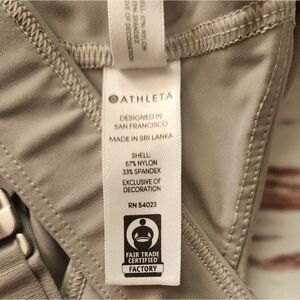 ATHLETA
DESIGNED IN
SAN FRANCISCO
MADE IN SRI LANKA
SHELL:
67% NYLON
33% SPANDEX
EXCLUSIVE OF
DECORATION
RN 54023
FAIR TRADE
CERTIFIED
FACTORY